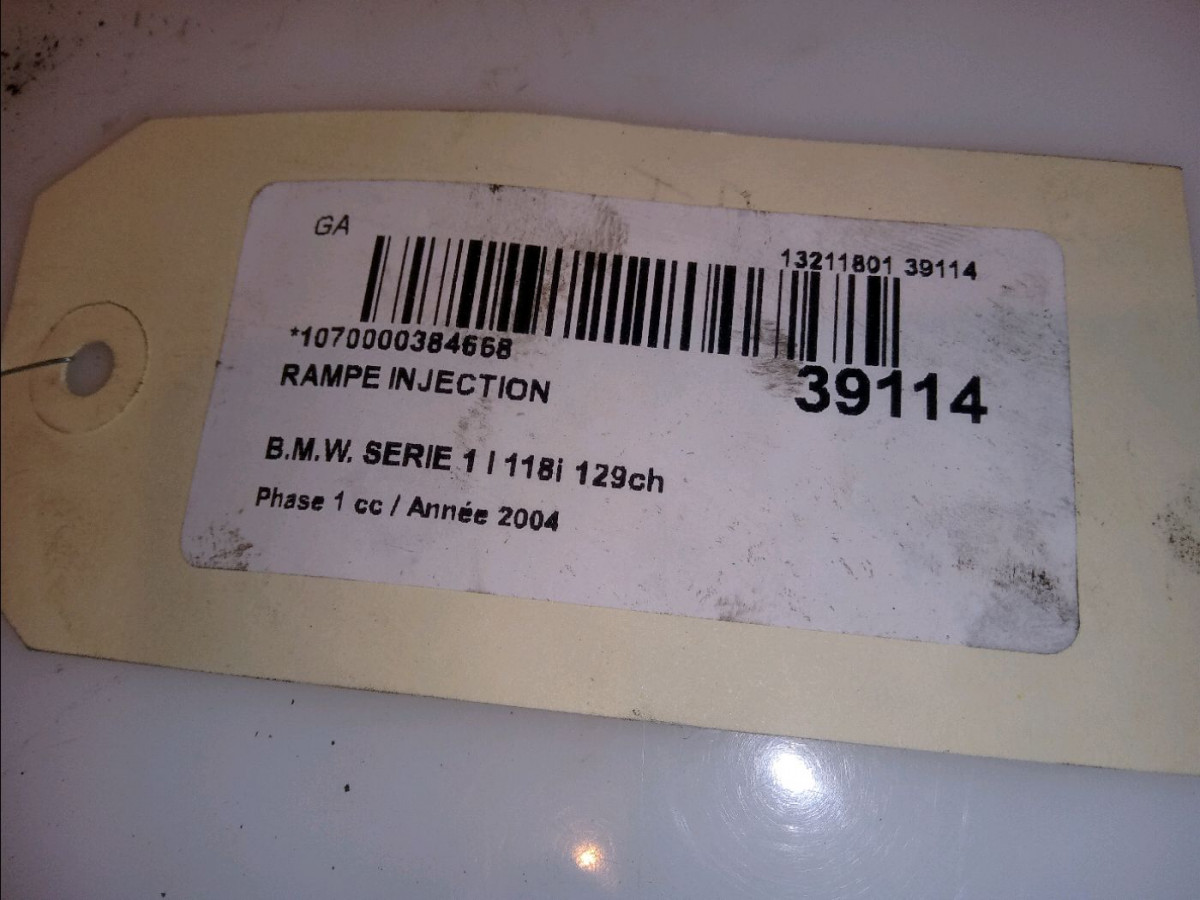 GA
13211801 39114
*1070000384668
39114
RAMPE INJECTION
B.M.W. SERIE 1 I 118i 129ch
Phase 1 cc / Année 2004